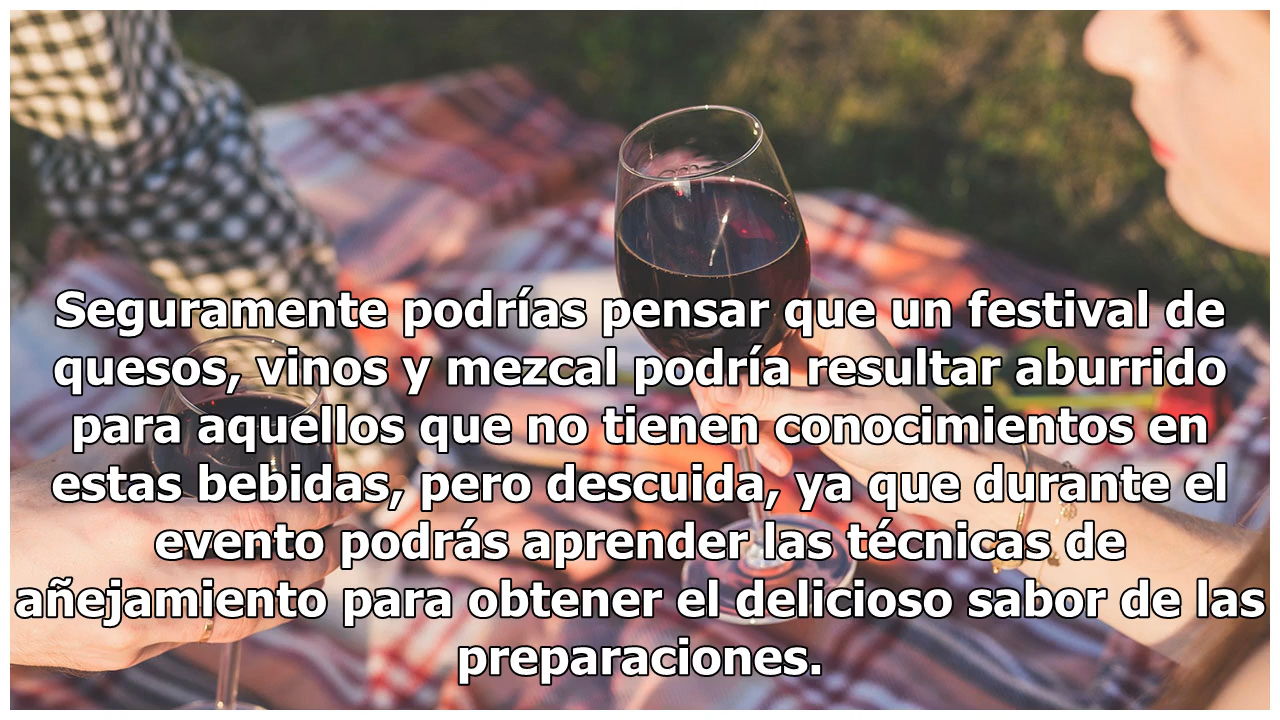 Seguramente podrías pensar que un festival de
quesos, vinos y mezcal podría resultar aburrido
para aquellos que no tienen conocimientos en
estas bebidas, pero descuida, ya que durante el
evento podrás aprender las técnicas de
añejamiento para obtener el delicioso sabor de las
preparaciones.